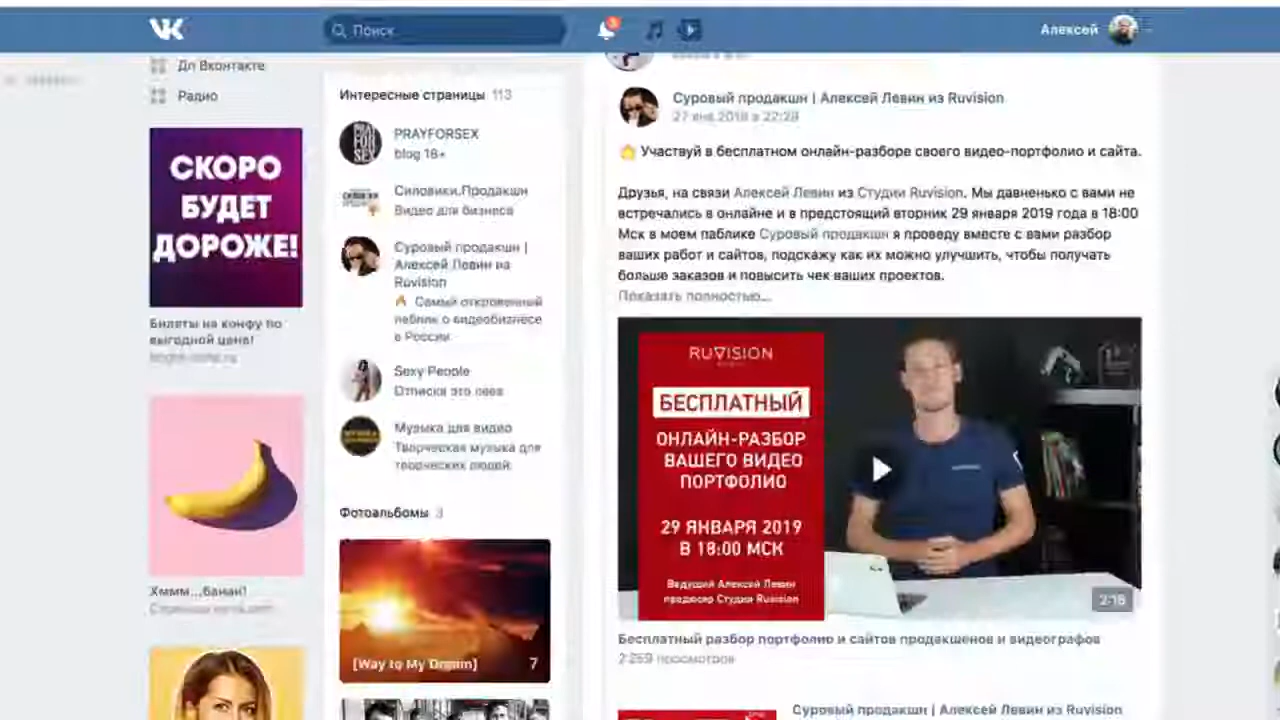 Поиск
3
Алексей
Дл Вконтакте
Радио
СКОРО
БУДЕТ
ДОРОЖЕ!
Билеты на конфу по
выгодной цене!
Хммм...банан!
Интересные страницы 113
PRAYFORSEX
blog 18+
Силовики.Продакшн
Видео для бизнеса
Суровый продакшн |
Алексей Левин из
Ruvision
Самый откровенный
паблик о видеобизнесе
в России
Sexy People
Отписка это лева
Музыка для видео
Творческая музыка для
творческих людей.
Фотоальбомы 3
[Way to My Dream] 7
Суровый продакшн | Алексей Левин из Ruvision
27 янв 2019 в 22:29
Участвуй в бесплатном онлайн-разборе своего видео-портфолио и сайта.
Друзья, на связи Алексей Левин из Студии Ruvision. Мы давненько с вами не
встречались в онлайне и в предстоящий вторник 29 января 2019 года в 18:00
Мск в моем паблике Суровый продакшн я проведу вместе с вами разбор
ваших работ и сайтов, подскажу как их можно улучшить, чтобы получать
больше заказов и повысить чек ваших проектов.
Показать полностью...
RUVISION
БЕСПЛАТНЫЙ
ОНЛАЙН-РАЗБОР
ВАШЕГО ВИДЕО
ПОРТФОЛИО
29 ЯНВАРЯ 2019
В 18:00 МСК
Ведущий Алексей Левин
продюсер Студии Ruvision
2:16
Бесплатный разбор портфолио и сайтов продакшенов и видеографов
2 259 просмотров
Суровый продакшн | Алексей Левин из Ruvision